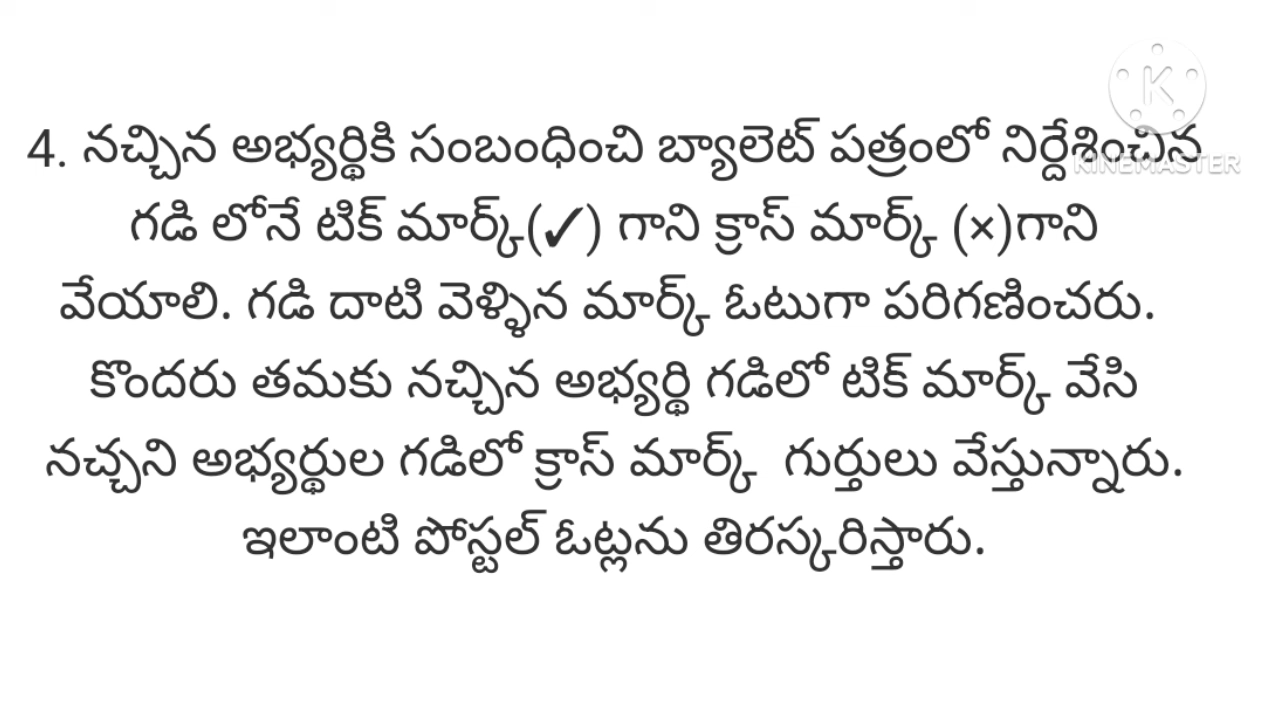 4. నచ్చిన అభ్యర్థికి సంబంధించి బ్యాలెట్ పత్రంలో నిర్దేశించిన
గడి లోనే టిక్ మార్క్(✓) గాని క్రాస్ మార్క్ (×)గాని
వేయాలి. గడి దాటి వెళ్ళిన మార్క్ ఓటుగా పరిగణించరు.
కొందరు తమకు నచ్చిన అభ్యర్థి గడిలో టిక్ మార్క్ వేసి
నచ్చని అభ్యర్థుల గడిలో క్రాస్ మార్క్ గుర్తులు వేస్తున్నారు.
ఇలాంటి పోస్టల్ ఓట్లను తిరస్కరిస్తారు.
K
KINEMASTER